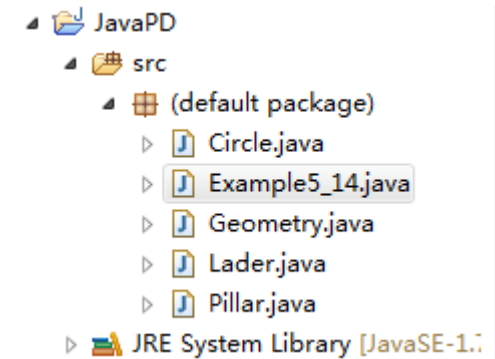 JavaPD
src
(default package)
Circle.java
Example5_14.java
Geometry.java
Lader.java
Pillar.java
JRE System Library [JavaSE-1.